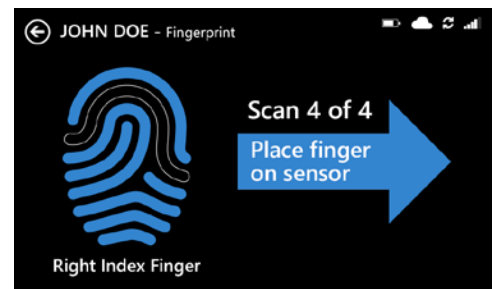 JOHN DOE - Fingerprint
Scan 4 of 4
Place finger
on sensor
Right Index Finger